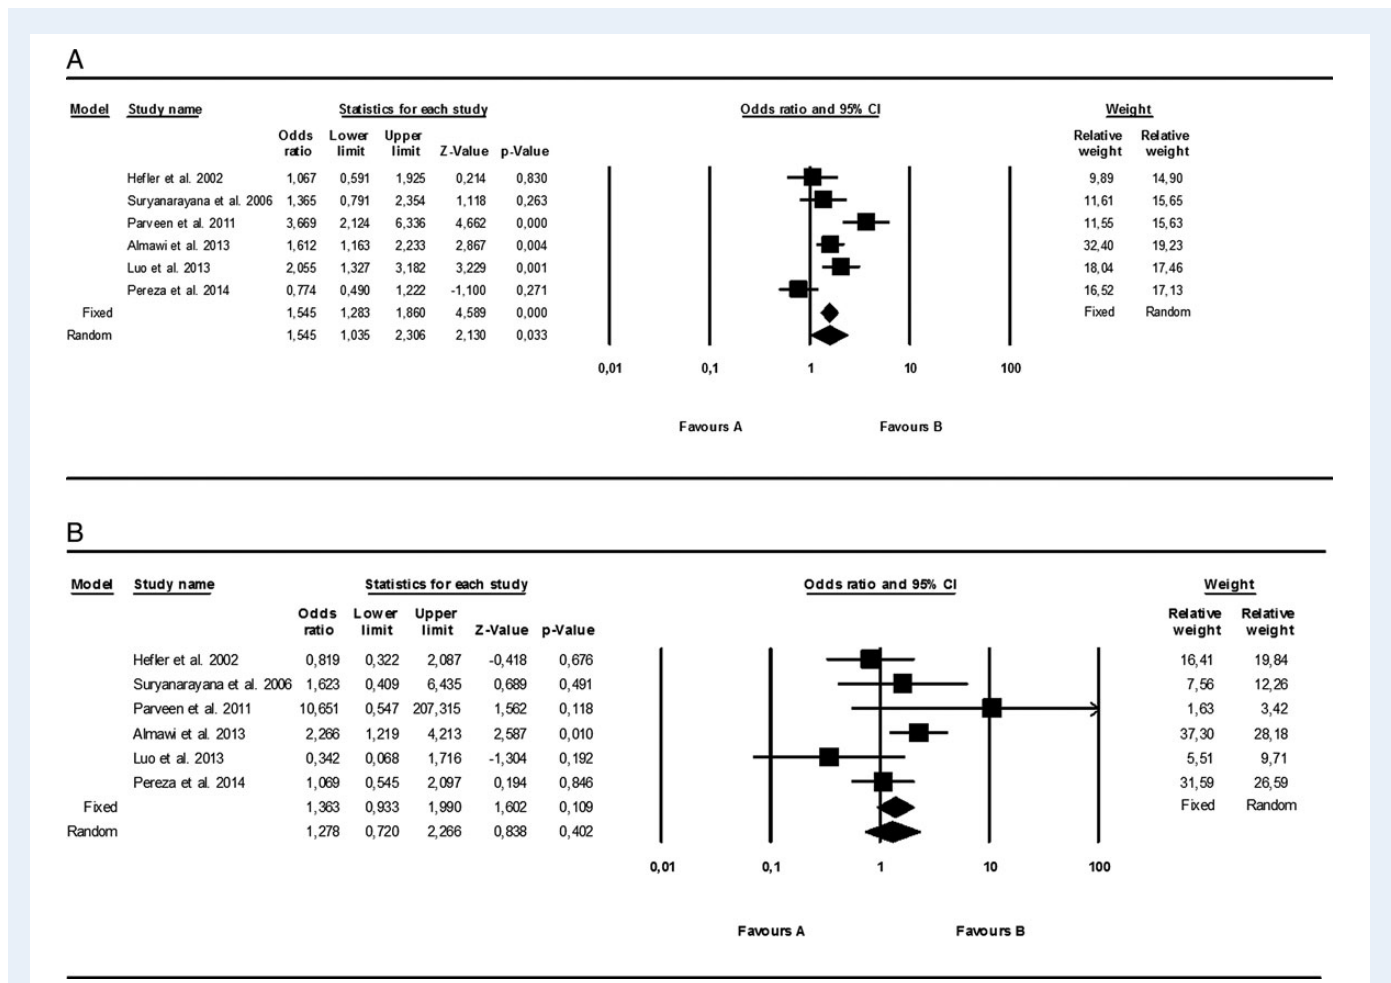 A
Model Study name Statistics for each study Odds ratio and 95% CI Weight
Odds Lower Upper Relative Relative
ratio limit limit Z-Value p-Value weight weight
Hefler et al. 2002 1,067 0,591 1,925 0,214 0,830 9,89 14,90
Suryanarayana et al. 2006 1,365 0,791 2,354 1,118 0,263 11,61 15,65
Parveen et al. 2011 3,669 2,124 6,336 4,662 0,000 11,55 15,63
Almawi et al. 2013 1,612 1,163 2,233 2,867 0,004 32,40 19,23
Luo et al. 2013 2,055 1,327 3,182 3,229 0,001 18,04 17,46
Pereza et al. 2014 0,774 0,490 1,222 -1,100 0,271 16,52 17,13
Fixed 1,545 1,283 1,860 4,589 0,000 Fixed Random
Random 1,545 1,035 2,306 2,130 0,033
0,01 0,1 1 10 100
Favours A Favours B
B
Model Study name Statistics for each study Odds ratio and 95% CI Weight
Odds Lower Upper Relative Relative
ratio limit limit Z-Value p-Value weight weight
Hefler et al. 2002 0,819 0,322 2,087 -0,418 0,676 16,41 19,84
Suryanarayana et al. 2006 1,623 0,409 6,435 0,689 0,491 7,56 12,26
Parveen et al. 2011 10,651 0,547 207,315 1,562 0,118 1,63 3,42
Almawi et al. 2013 2,266 1,219 4,213 2,587 0,010 37,30 28,18
Luo et al. 2013 0,342 0,068 1,716 -1,304 0,192 5,51 9,71
Pereza et al. 2014 1,069 0,545 2,097 0,194 0,846 31,59 26,59
Fixed 1,363 0,933 1,990 1,602 0,109 Fixed Random
Random 1,278 0,720 2,266 0,838 0,402
0,01 0,1 1 10 100
Favours A Favours B